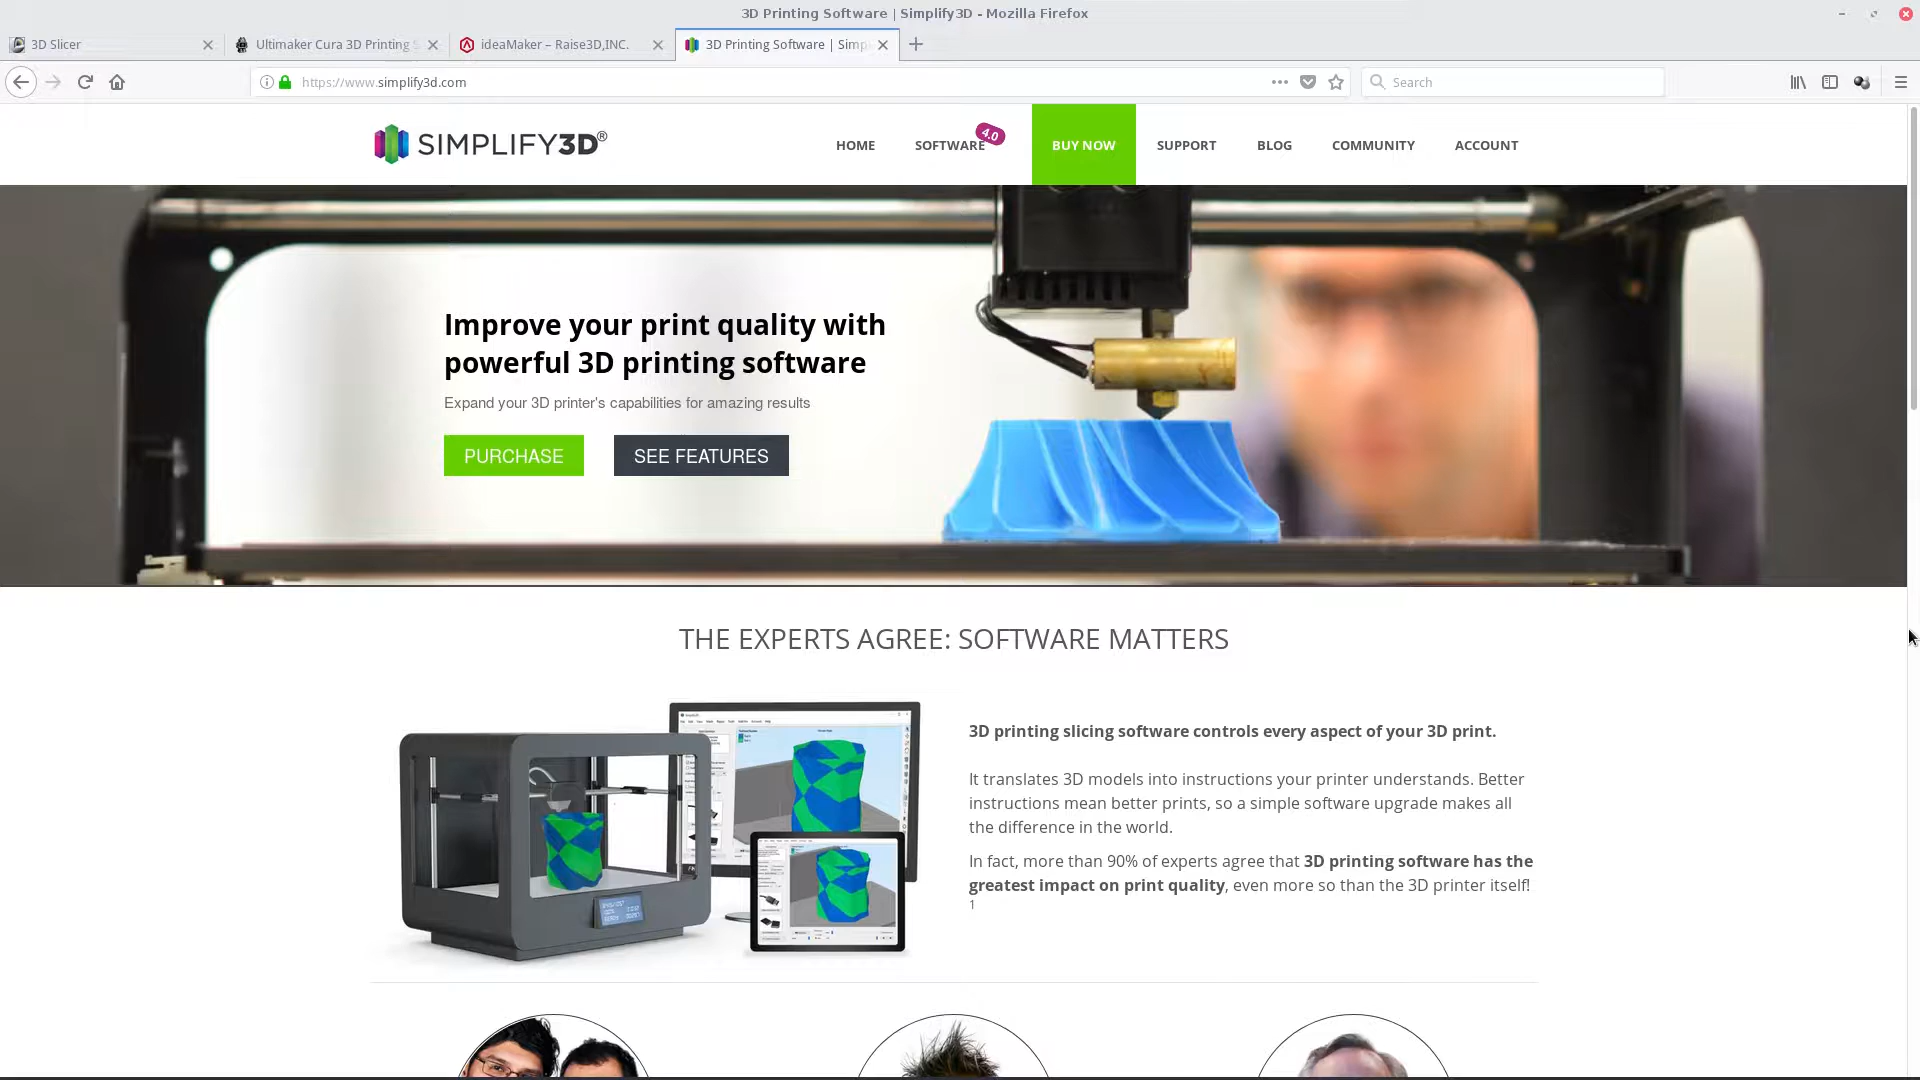 3D Printing Software | Simplify3D - Mozilla Firefox
3D Slicer
Ultimaker Cura 3D Printing S
ideaMaker – Raise3D,INC.
3D Printing Software | Simp
https://www.simplify3d.com
Search
SIMPLIFY3D®
HOME
SOFTWARE
4.0
BUY NOW
SUPPORT
BLOG
COMMUNITY
ACCOUNT
Improve your print quality with
powerful 3D printing software
Expand your 3D printer's capabilities for amazing results
PURCHASE
SEE FEATURES
THE EXPERTS AGREE: SOFTWARE MATTERS
3D printing slicing software controls every aspect of your 3D print.
It translates 3D models into instructions your printer understands. Better
instructions mean better prints, so a simple software upgrade makes all
the difference in the world.
In fact, more than 90% of experts agree that 3D printing software has the
greatest impact on print quality, even more so than the 3D printer itself!
1